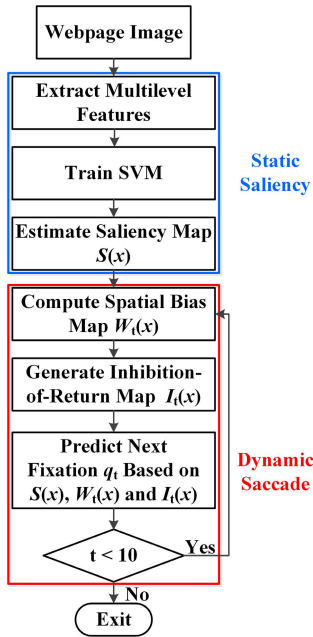 Webpage Image
Extract Multilevel
Features
Train SVM
Estimate Saliency Map
S(x)
Static
Saliency
Compute Spatial Bias
Map Wt(x)
Generate Inhibition-
of-Return Map It(x)
Predict Next
Fixation qt Based on
S(x), Wt(x) and It(x)
Dynamic
Saccade
t < 10
Yes
No
Exit